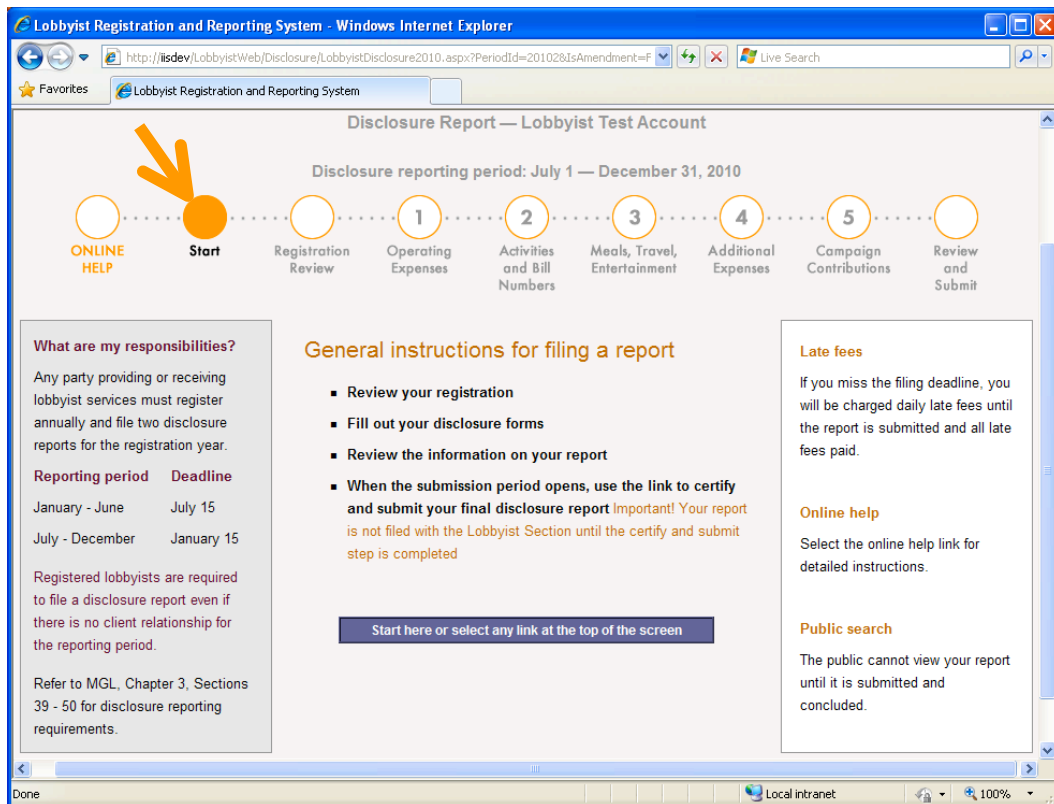 Lobbyist Registration and Reporting System - Windows Internet Explorer
http://iisdev/LobbyistWeb/Disclosure/LobbyistDisclosure2010.aspx?PeriodId=20102&IsAmendment=F
Live Search
Favorites
Lobbyist Registration and Reporting System
Disclosure Report — Lobbyist Test Account
Disclosure reporting period: July 1 — December 31, 2010
1 2 3 4 5
ONLINE
HELP
Start
Registration
Review
Operating
Expenses
Activities
and Bill
Numbers
Meals, Travel,
Entertainment
Additional
Expenses
Campaign
Contributions
Review
and
Submit
What are my responsibilities?
Any party providing or receiving
lobbyist services must register
annually and file two disclosure
reports for the registration year.
Reporting period Deadline
January - June July 15
July - December January 15
Registered lobbyists are required
to file a disclosure report even if
there is no client relationship for
the reporting period.
Refer to MGL, Chapter 3, Sections
39 - 50 for disclosure reporting
requirements.
General instructions for filing a report
▪ Review your registration
▪ Fill out your disclosure forms
▪ Review the information on your report
▪ When the submission period opens, use the link to certify
and submit your final disclosure report Important! Your report
is not filed with the Lobbyist Section until the certify and submit
step is completed
Start here or select any link at the top of the screen
Late fees
If you miss the filing deadline, you
will be charged daily late fees until
the report is submitted and all late
fees paid.
Online help
Select the online help link for
detailed instructions.
Public search
The public cannot view your report
until it is submitted and
concluded.
Done
Local intranet
100%